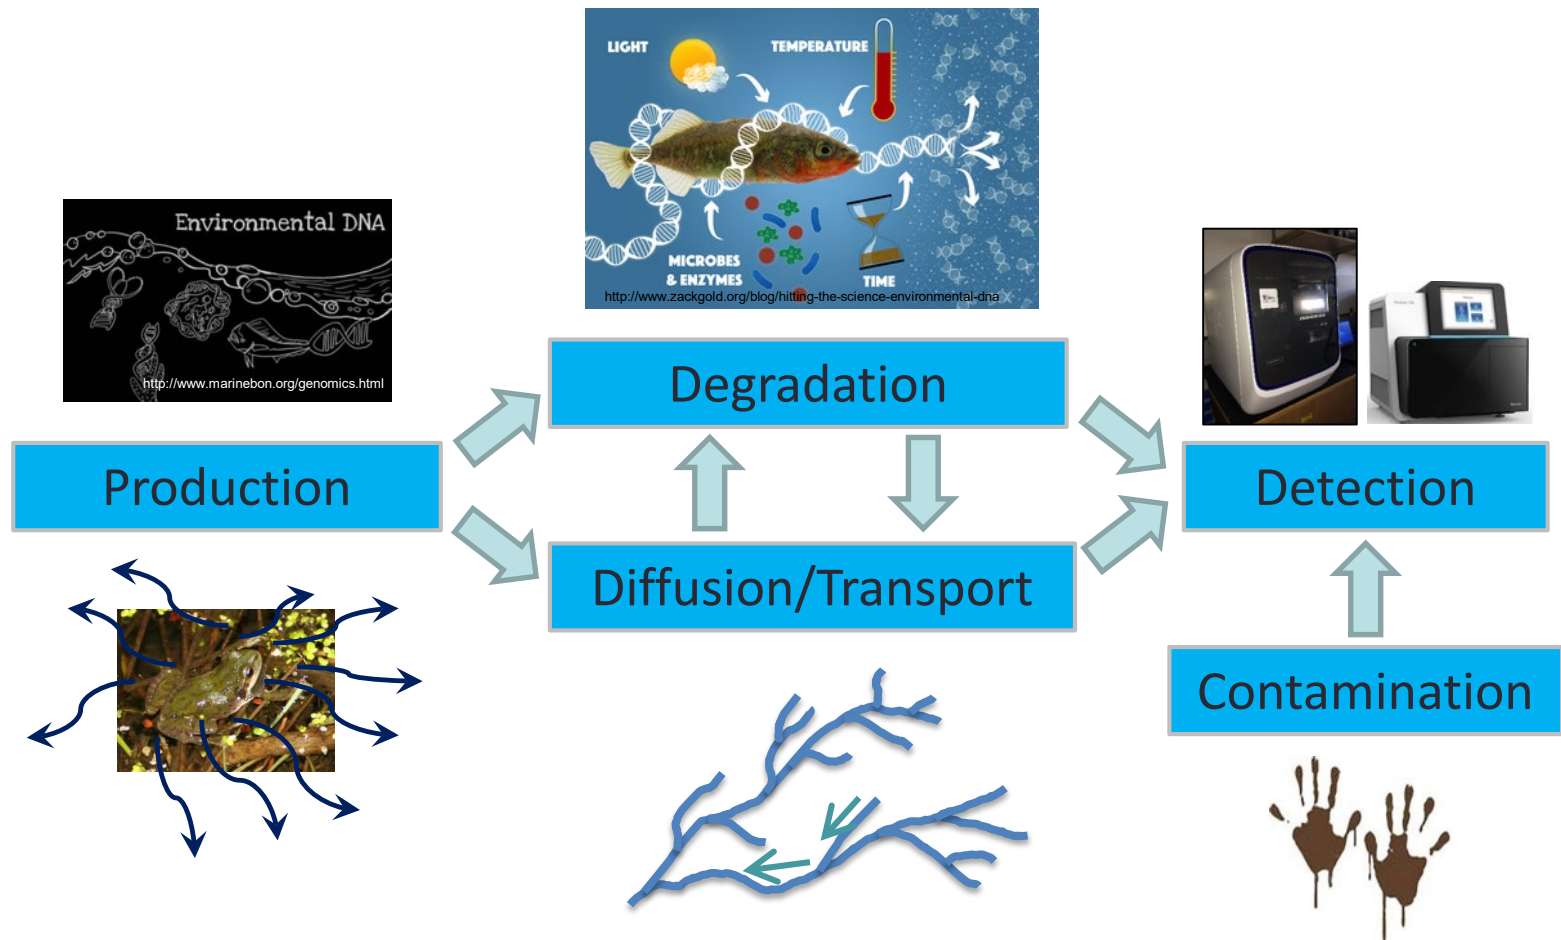 LIGHT
TEMPERATURE
MICROBES
& ENZYMES
TIME
http://www.zackgold.org/blog/hitting-the-science-environmental-dna
Environmental DNA
http://www.marinebon.org/genomics.html
Degradation
Production
Detection
Diffusion/Transport
Contamination